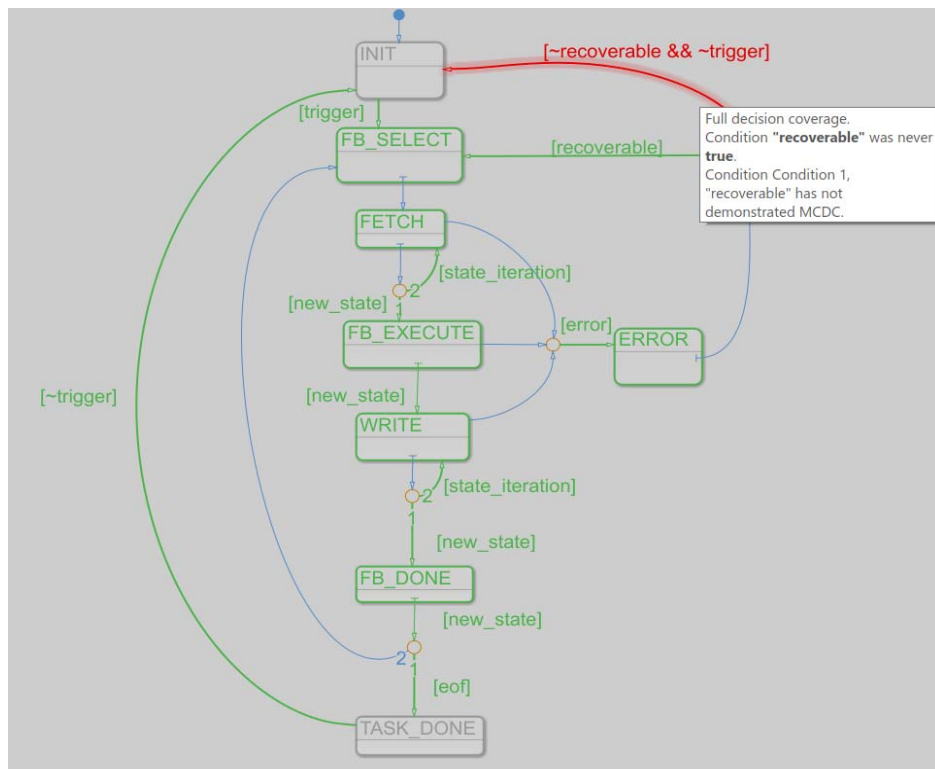 INIT
[~recoverable && ~trigger]
[trigger]
FB_SELECT
[recoverable]
Full decision coverage.
Condition "recoverable" was never
true.
Condition Condition 1,
"recoverable" has not
demonstrated MCDC.
FETCH
[state_iteration]
2
[new_state]
1
FB_EXECUTE
[error]
ERROR
[~trigger]
[new_state]
WRITE
[state_iteration]
2
1
[new_state]
FB_DONE
[new_state]
2
1
[eof]
TASK_DONE